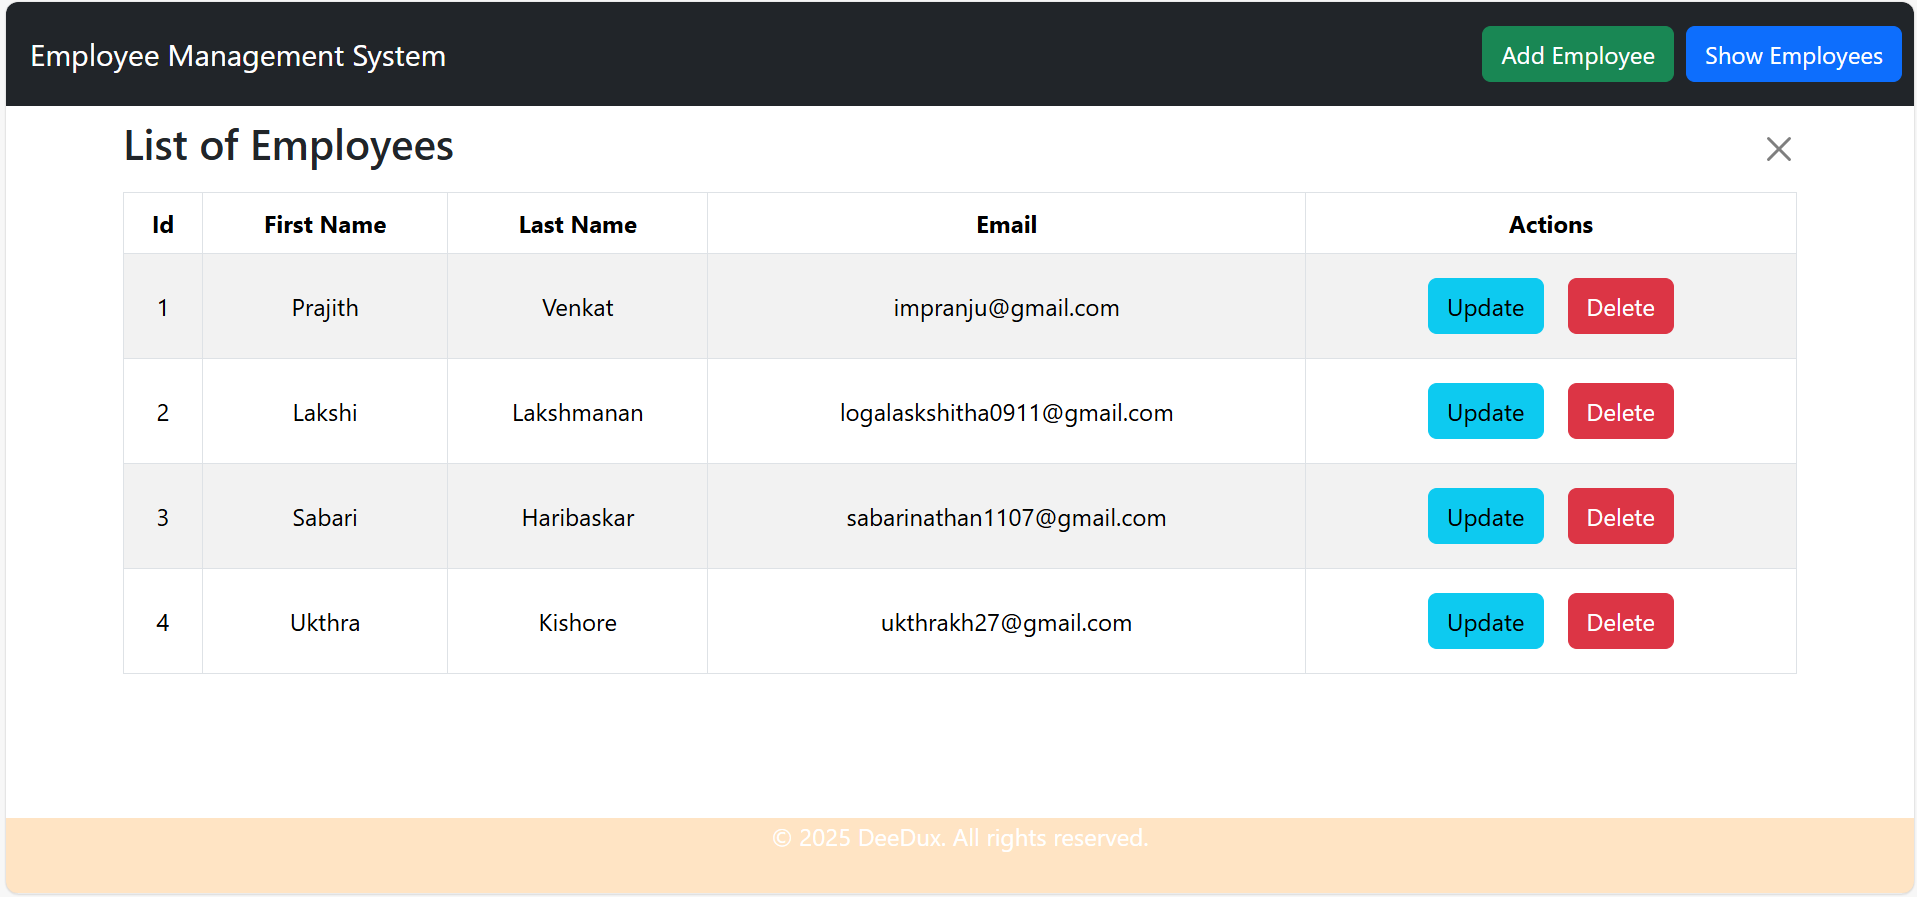 Employee Management System Add Employee Show Employees
List of Employees
Id First Name Last Name Email Actions
1 Prajith Venkat impranju@gmail.com Update Delete
2 Lakshi Lakshmanan logalaskshitha0911@gmail.com Update Delete
3 Sabari Haribaskar sabarinathan1107@gmail.com Update Delete
4 Ukthra Kishore ukthrakh27@gmail.com Update Delete
© 2025 DeeDux. All rights reserved.